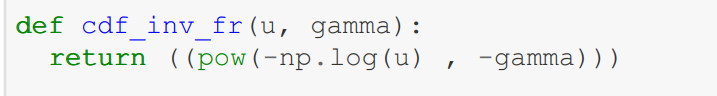 def cdf_inv_fr(u, gamma):
  return ((pow(-np.log(u) , -gamma)))